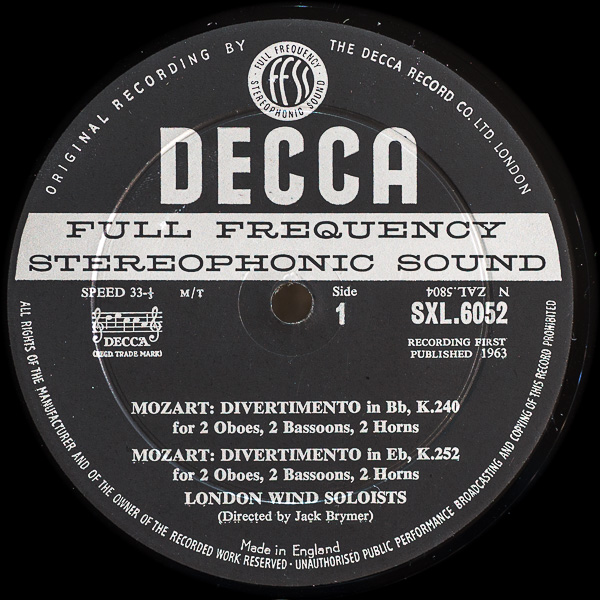 ORIGINAL RECORDING BY
THE DECCA RECORD CO. LTD. LONDON
FULL FREQUENCY
ffss
STEREOPHONIC SOUND
DECCA
FULL FREQUENCY
STEREOPHONIC SOUND
SPEED 33-⅓
M/T
Side
1
N ZAL.5804
SXL.6052
DECCA
(REGD TRADE MARK)
RECORDING FIRST
PUBLISHED 1963
MOZART: DIVERTIMENTO in Bb, K.240
for 2 Oboes, 2 Bassoons, 2 Horns
MOZART: DIVERTIMENTO in Eb, K.252
for 2 Oboes, 2 Bassoons, 2 Horns
LONDON WIND SOLOISTS
(Directed by Jack Brymer)
Made in England
ALL RIGHTS OF THE MANUFACTURER AND OF THE OWNER OF THE RECORDED WORK RESERVED · UNAUTHORISED PUBLIC PERFORMANCE BROADCASTING AND COPYING OF THIS RECORD PROHIBITED